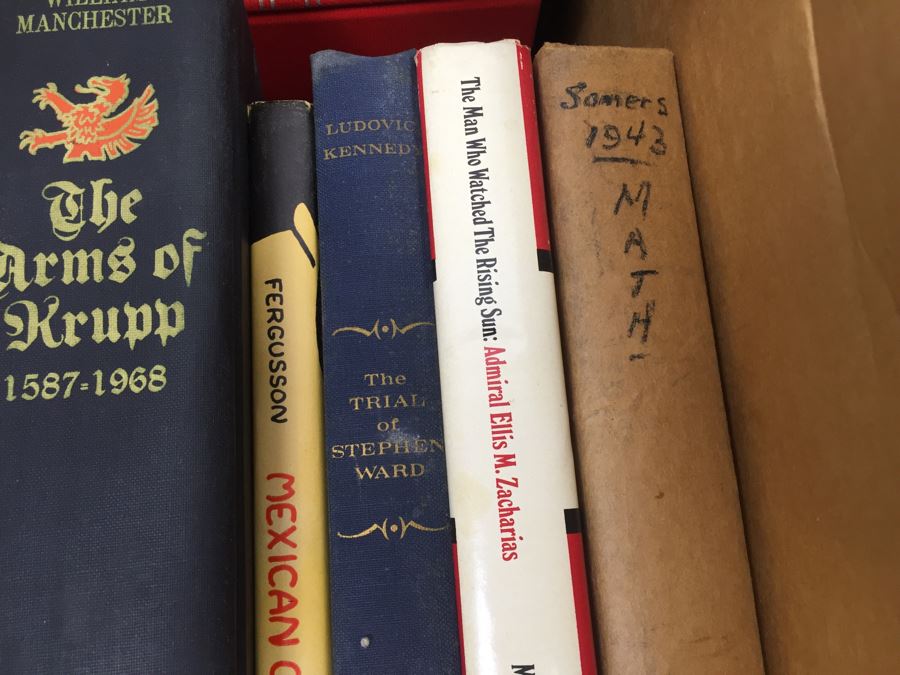 MANCHESTER
The
Arms of
Krupp
1587-1968
FERGUSSON
MEXICAN
LUDOVIC
KENNEDY
The
TRIAL
of
STEPHEN
WARD
The Man Who Watched The Rising Sun: Admiral Ellis M. Zacharias
Somers
1943
MATH